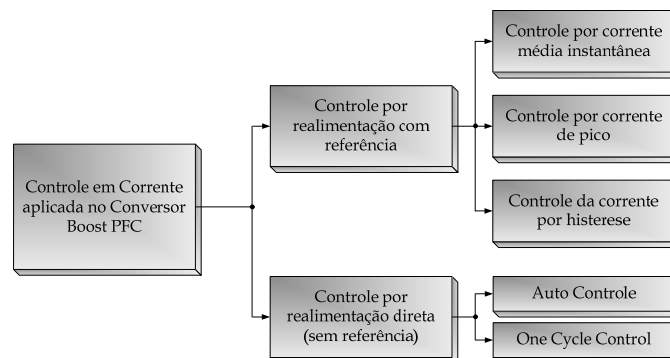 Controle em Corrente
aplicada no Conversor
Boost PFC
Controle por
realimentação com
referência
Controle por corrente
média instantânea
Controle por corrente
de pico
Controle da corrente
por histerese
Controle por
realimentação direta
(sem referência)
Auto Controle
One Cycle Control